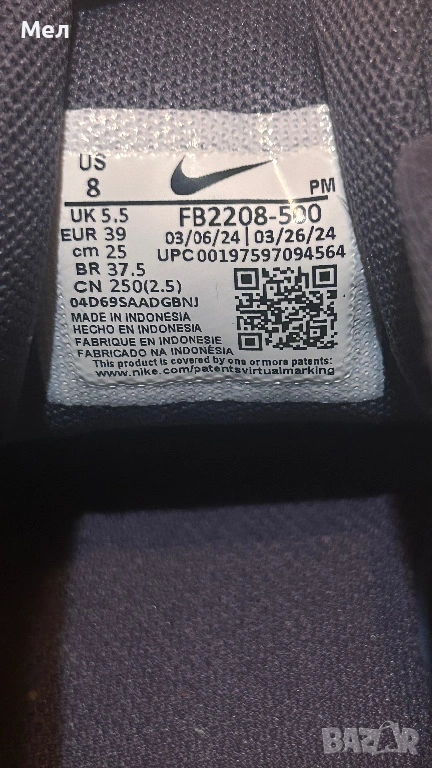 Мел
US
8
PM
UK 5.5 FB2208-500
EUR 39 03/06/24 | 03/26/24
cm 25 UPC 00197597094564
BR 37.5
CN 250(2.5)
04D69SAADGBNJ
MADE IN INDONESIA
HECHO EN INDONESIA
FABRIQUE EN INDONESIE
FABRICADO NA INDONÉSIA
This product is covered by one or more patents:
www.nike.com/patentsvirtualmarking
BAZAR